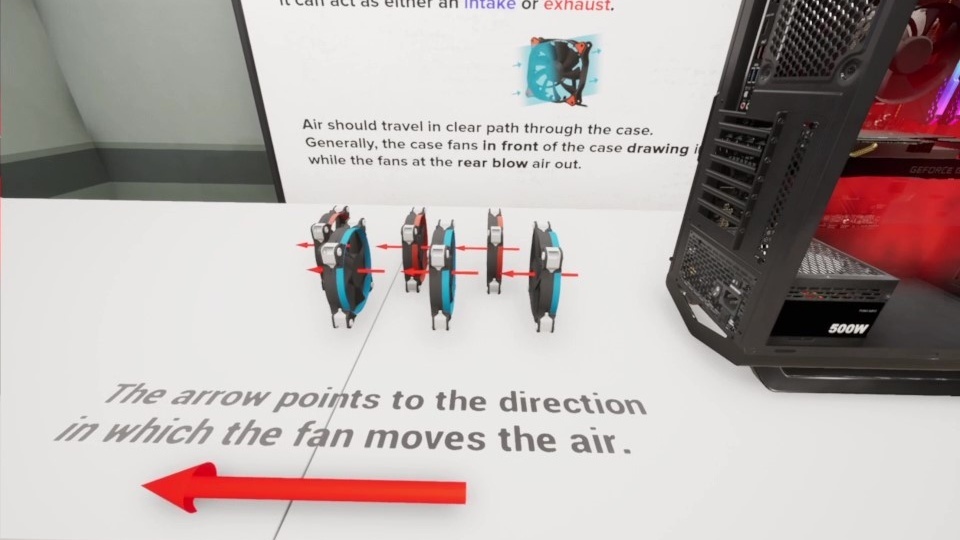 It can act as either an intake or exhaust.
Air should travel in clear path through the case.
Generally, the case fans in front of the case drawing
while the fans at the rear blow air out.
GEFORCE
500W
The arrow points to the direction
in which the fan moves the air.